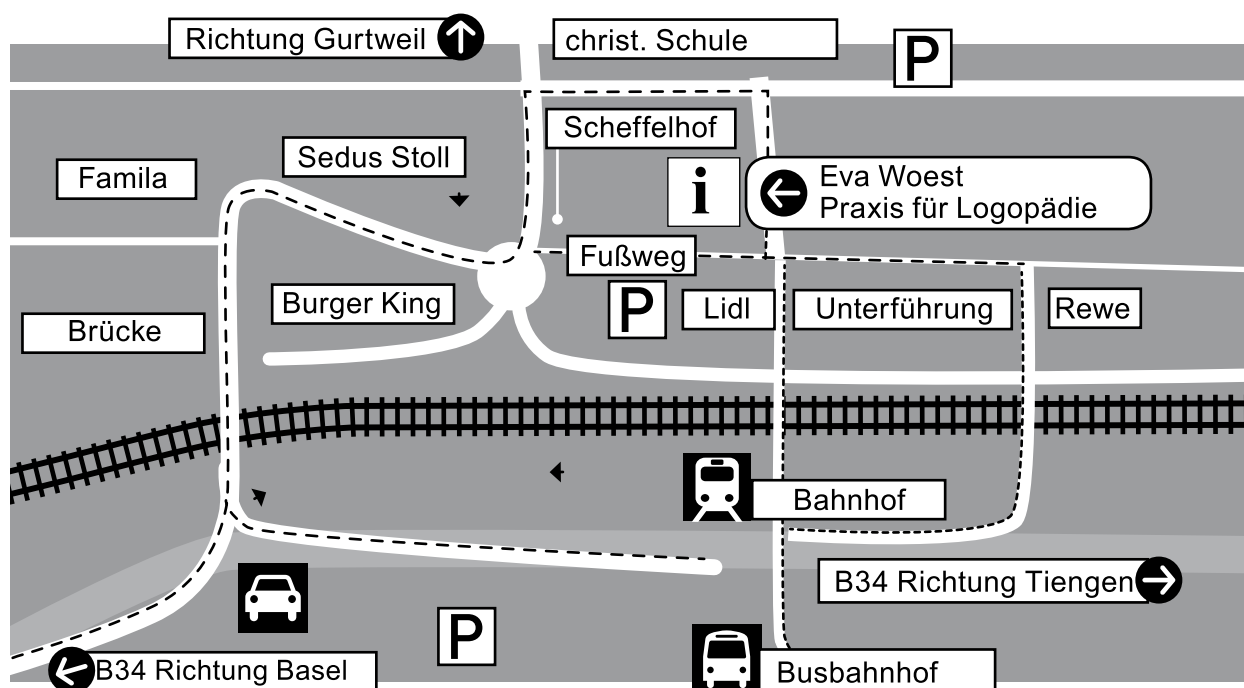 Richtung Gurtweil
christ. Schule
P
Scheffelhof
Sedus Stoll
Famila
i
Eva Woest
Praxis für Logopädie
Fußweg
Burger King
P
Lidl
Unterführung
Rewe
Brücke
Bahnhof
B34 Richtung Tiengen
P
B34 Richtung Basel
Busbahnhof